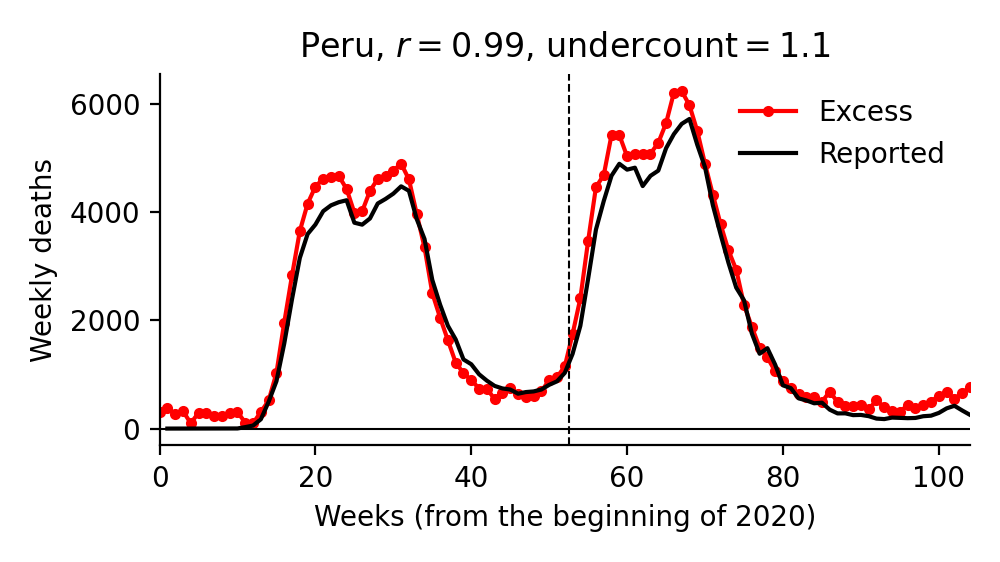 Peru, r = 0.99, undercount = 1.1
Excess
Reported
Weekly deaths
6000
4000
2000
0
0 20 40 60 80 100
Weeks (from the beginning of 2020)